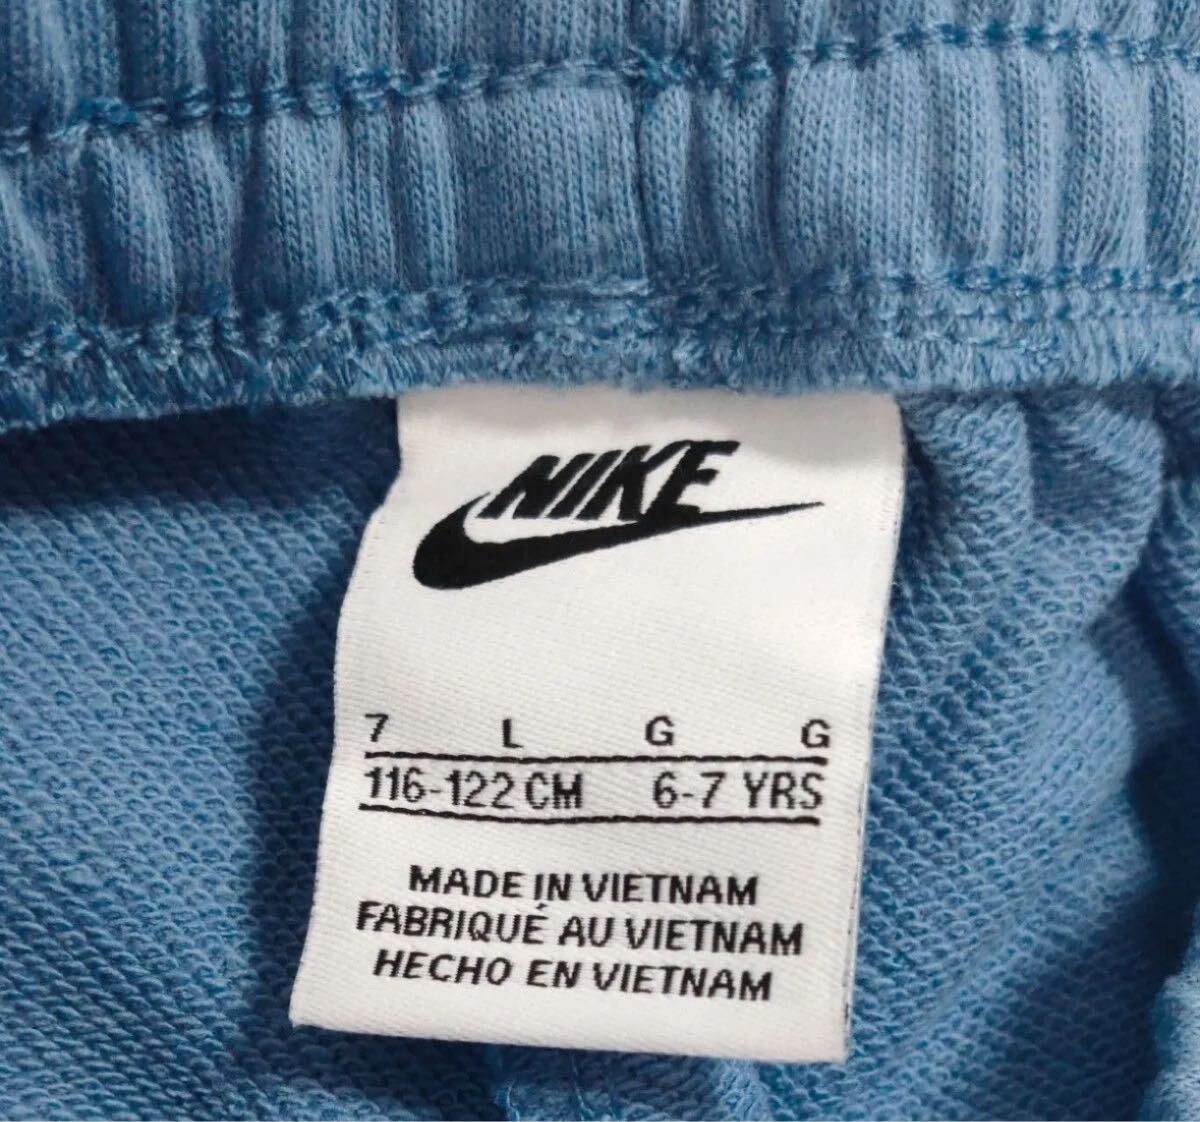 NIKE
7 L G G
116-122 CM 6-7 YRS
MADE IN VIETNAM
FABRIQUÉ AU VIETNAM
HECHO EN VIETNAM